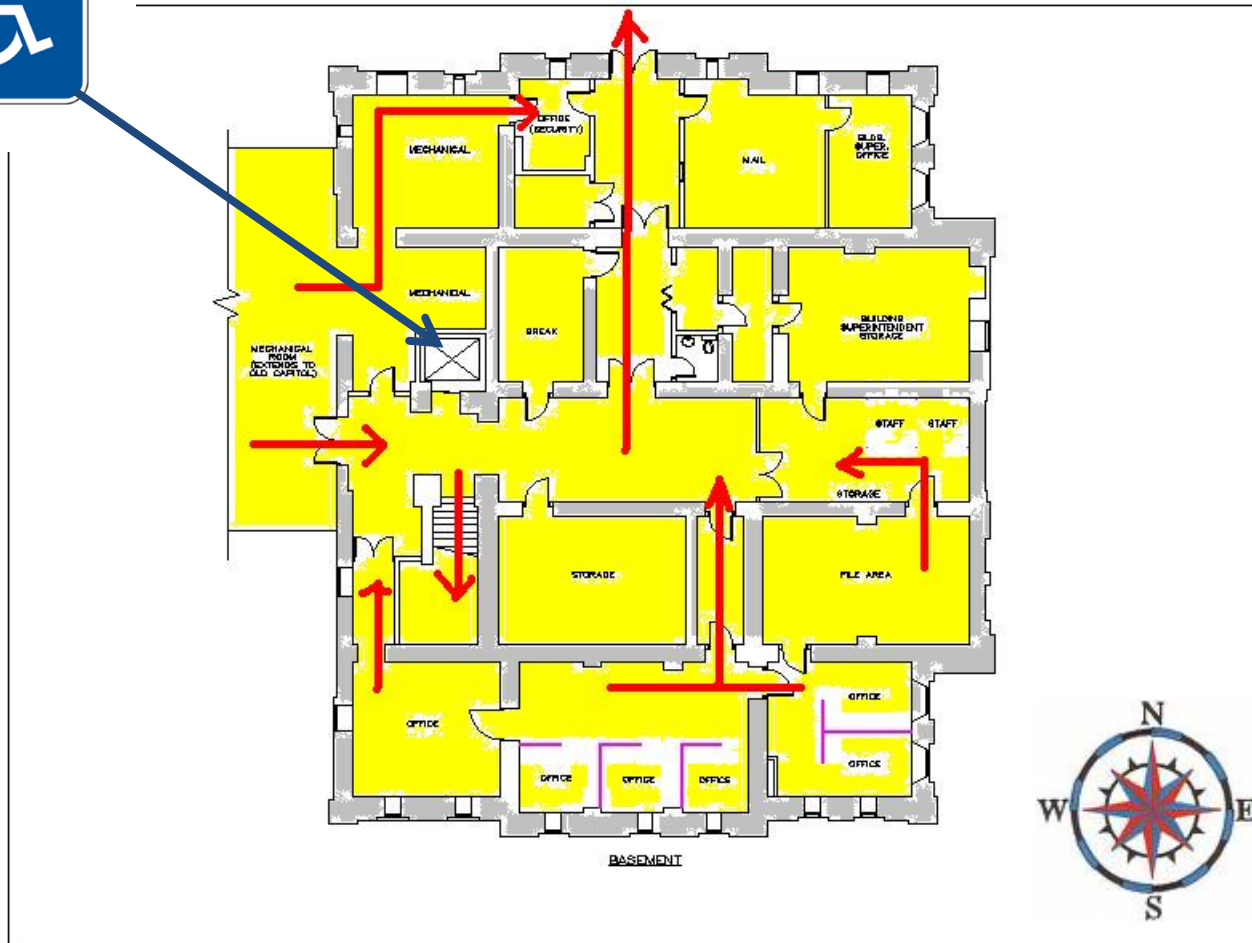 OFFICE
(SECURITY)
MECHANICAL
MAIL
BLDG.
SUPER.
OFFICE
MECHANICAL
BREAK
BUILDING
SUPERINTENDENT
STORAGE
MECHANICAL
ROOM
(EXTENDS TO
OLD CAPITOL)
STAFF
STAFF
STORAGE
STORAGE
FILE AREA
OFFICE
OFFICE
OFFICE
OFFICE
OFFICE
OFFICE
BASEMENT
N
W
E
S